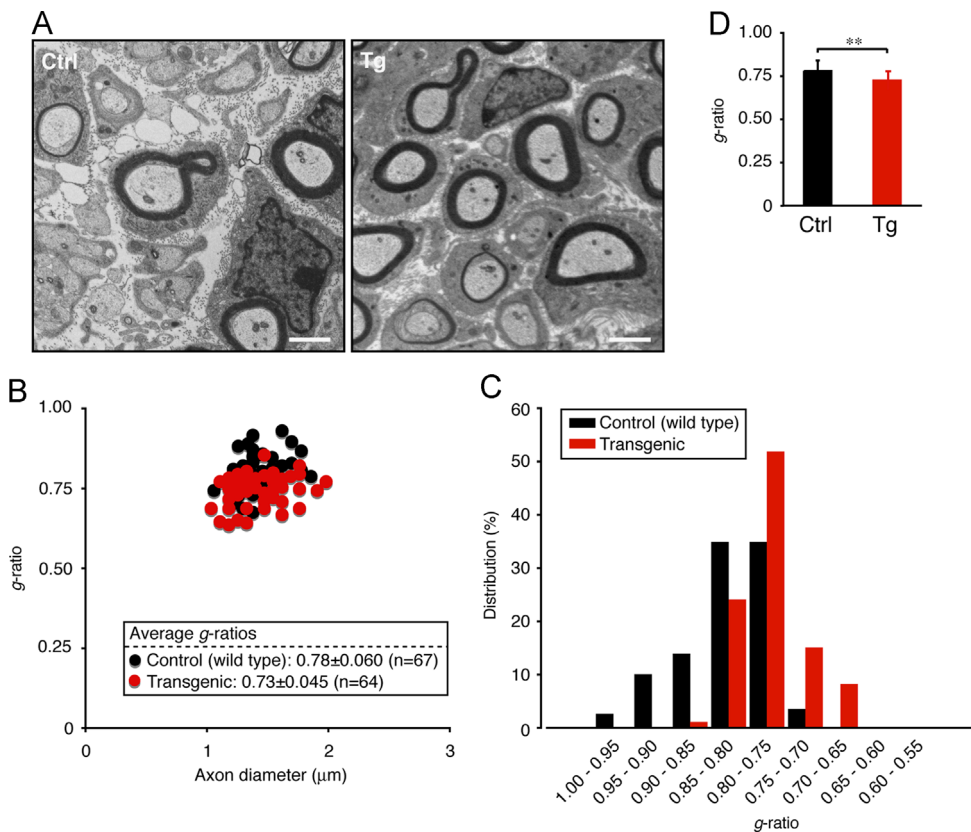 A
Ctrl
Tg
D
1.00
0.75
0.50
0.25
0
g-ratio
**
Ctrl
Tg
B
1.00
0.75
0.50
0.25
0
g-ratio
Average g-ratios
Control (wild type): 0.78±0.060 (n=67)
Transgenic: 0.73±0.045 (n=64)
0
1
2
3
Axon diameter (μm)
C
60
50
40
30
20
10
0
Distribution (%)
Control (wild type)
Transgenic
1.00 - 0.95
0.95 - 0.90
0.90 - 0.85
0.85 - 0.80
0.80 - 0.75
0.75 - 0.70
0.70 - 0.65
0.65 - 0.60
0.60 - 0.55
g-ratio